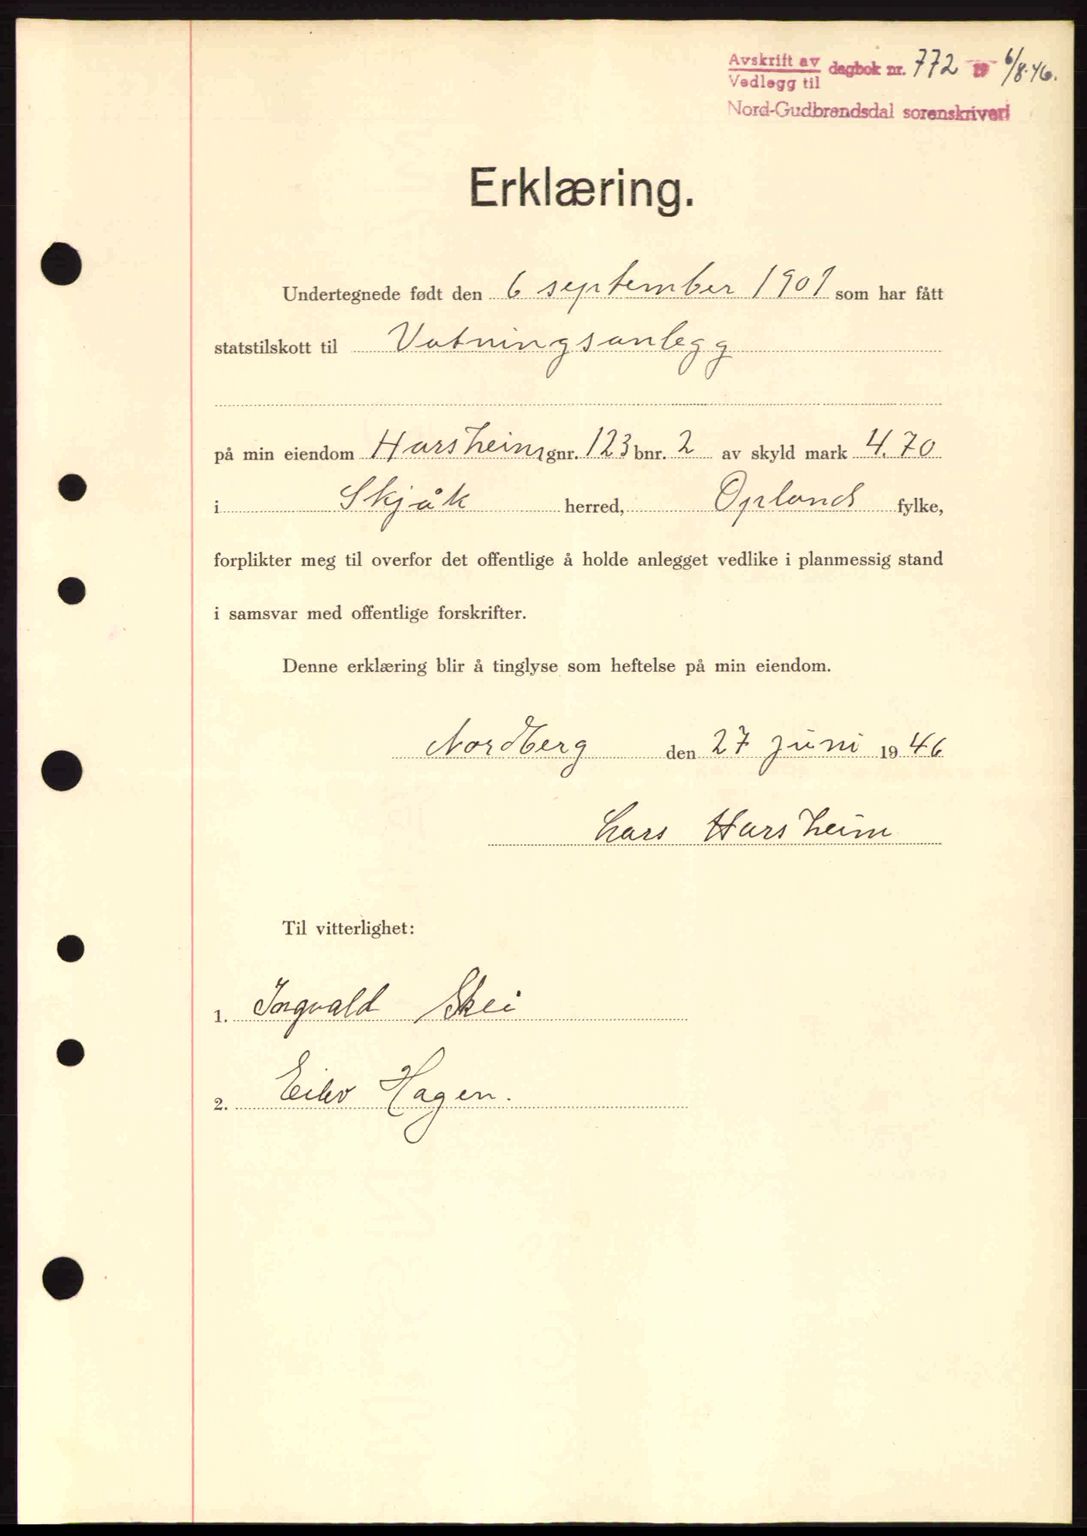 Avskrift av
Vedlegg til
dagbok nr. 772 19 6/8-46.
Nord-Gudbrandsdal sorenskriveri
Erklæring.
Undertegnede født den 6 september 1901 som har fått
statstilskott til Vatningsanlegg
på min eiendom Harsheim gnr. 123 bnr. 2 av skyld mark 4.70
i Skjåk herred, Opland fylke,
forplikter meg til overfor det offentlige å holde anlegget vedlike i planmessig stand
i samsvar med offentlige forskrifter.
Denne erklæring blir å tinglyse som heftelse på min eiendom.
Nordberg den 27 juni 1946
Lars Harsheim
Til vitterlighet:
1. Ingvald Skei
2. Eilev Hagen.